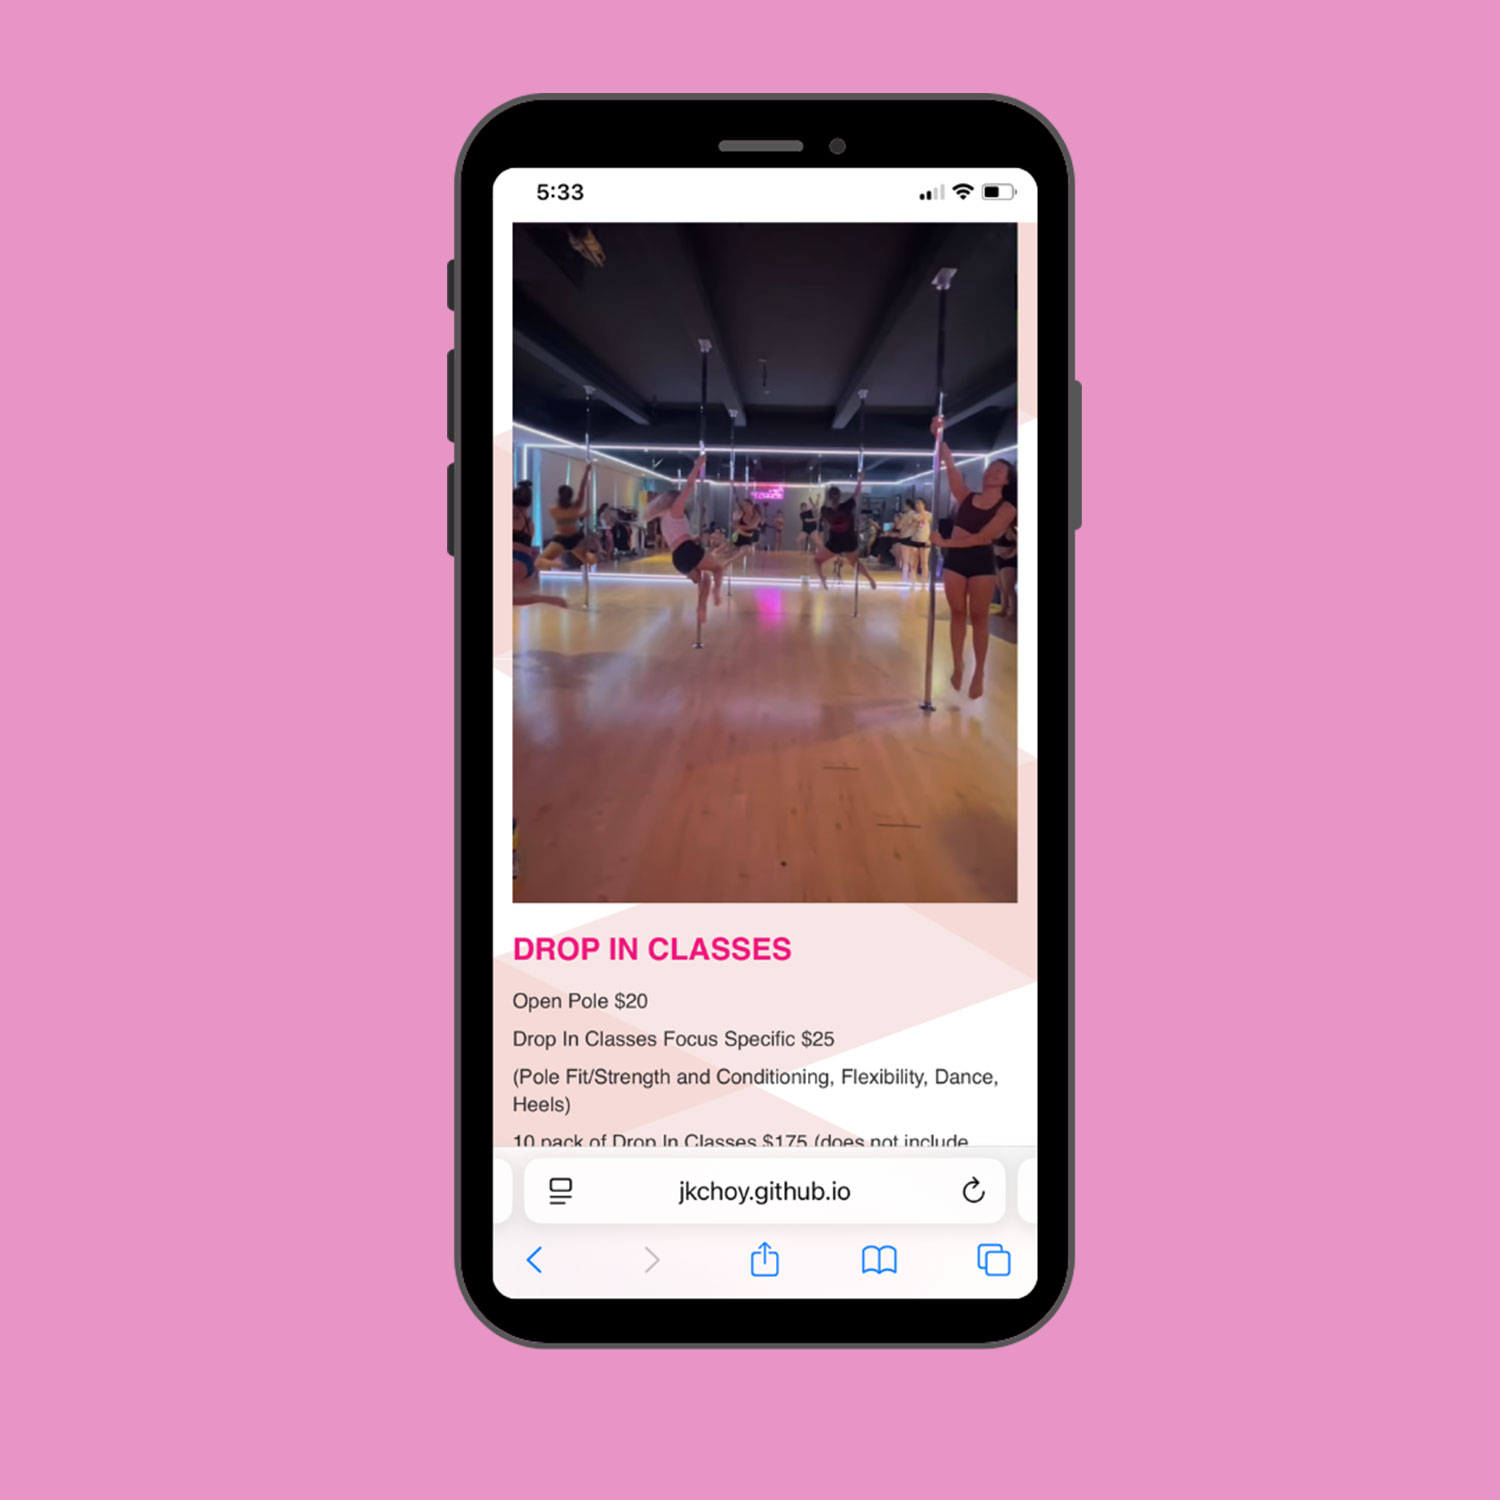 5:33
DROP IN CLASSES
Open Pole $20
Drop In Classes Focus Specific $25
(Pole Fit/Strength and Conditioning, Flexibility, Dance,
Heels)
10 pack of Drop In Classes $175 (does not include
jkchoy.github.io